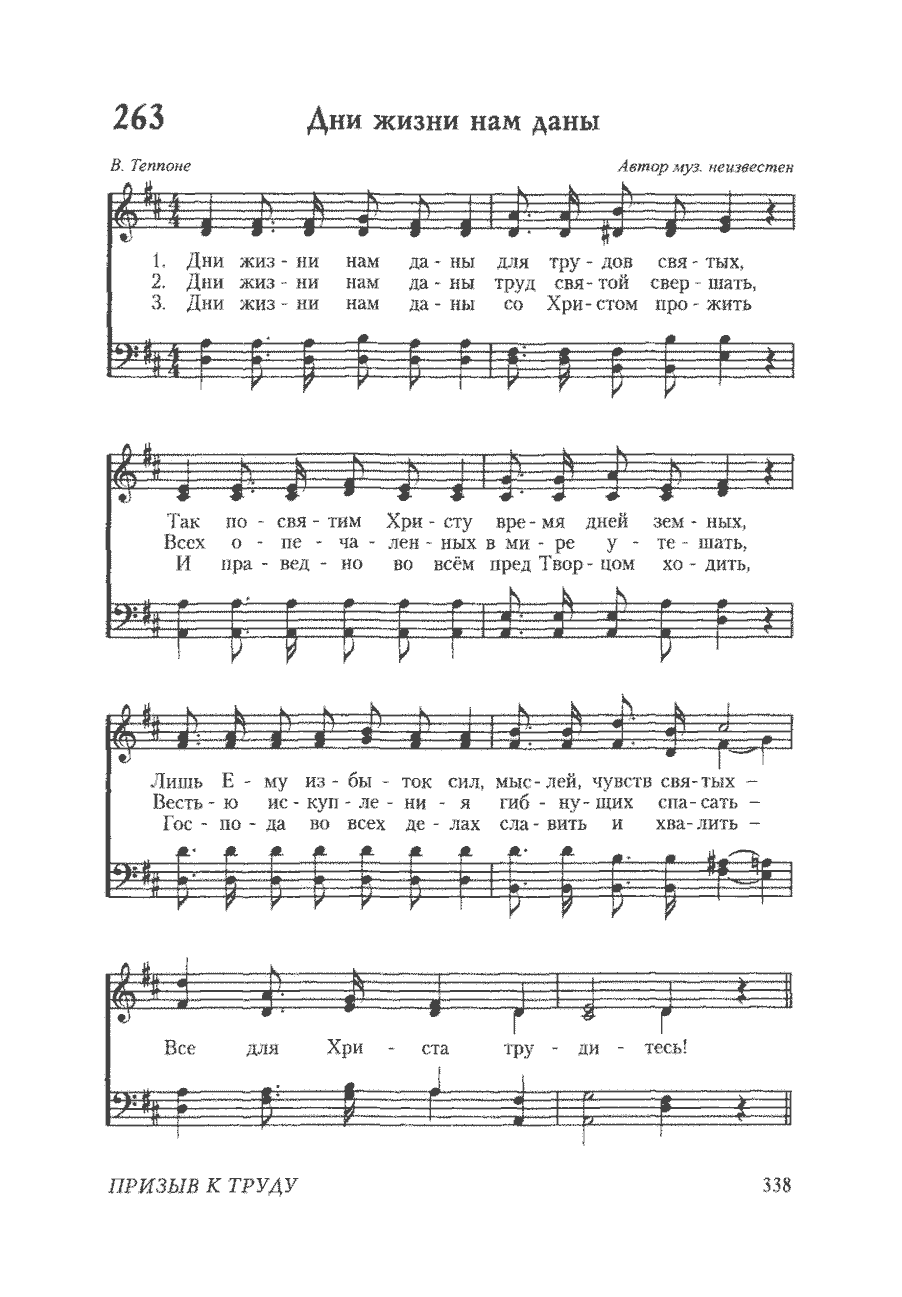 263 Дни жизни нам даны
В. Теппоне Автор муз. неизвестен
1. Дни жиз - ни нам да - ны для тру - дов свя - тых,
2. Дни жиз - ни нам да - ны труд свя - той свер - шать,
3. Дни жиз - ни нам да - ны со Хри - стом про - жить
Так по - свя - тим Хри - сту вре - мя дней зем - ных,
Всех о - пе - ча - лен - ных в ми - ре у - те - шать,
И пра - вед - но во всём пред Твор - цом хо - дить,
Лишь Е - му из - бы - ток сил, мыс - лей, чувств свя - тых –
Весть - ю ис - куп - ле - ни - я гиб - ну - щих спа - сать –
Гос - по - да во всех де - лах сла - вить и хва - лить –
Все для Хри - ста тру - ди - тесь!
ПРИЗЫВ К ТРУДУ 338